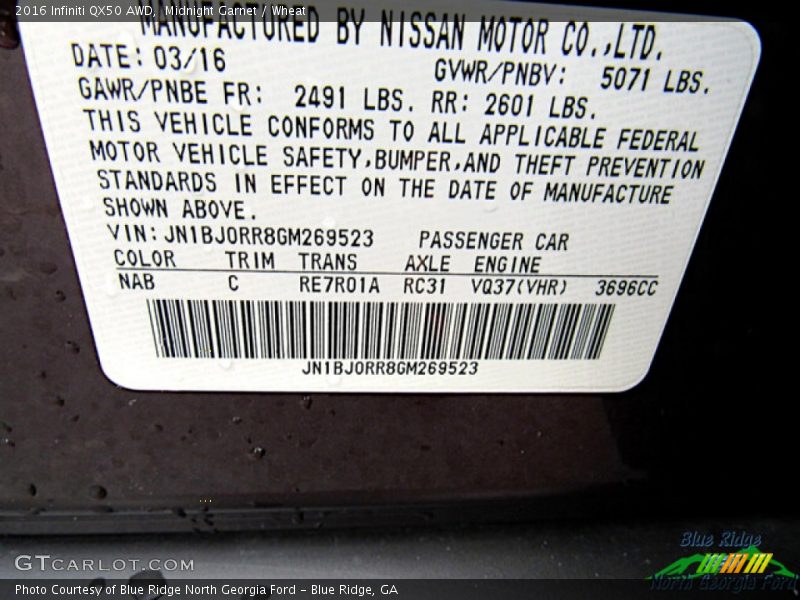 2016 Infiniti QX50 AWD, Midnight Garnet / Wheat
MANUFACTURED BY NISSAN MOTOR CO.,LTD.
DATE: 03/16
GVWR/PNBV: 5071 LBS.
GAWR/PNBE FR: 2491 LBS. RR: 2601 LBS.
THIS VEHICLE CONFORMS TO ALL APPLICABLE FEDERAL
MOTOR VEHICLE SAFETY,BUMPER,AND THEFT PREVENTION
STANDARDS IN EFFECT ON THE DATE OF MANUFACTURE
SHOWN ABOVE.
VIN: JN1BJ0RR8GM269523 PASSENGER CAR
COLOR TRIM TRANS AXLE ENGINE
NAB C RE7R01A RC31 VQ37(VHR) 3696CC
JN1BJ0RR8GM269523
Blue Ridge
North Georgia Ford
GTCARLOT.COM
Photo Courtesy of Blue Ridge North Georgia Ford - Blue Ridge, GA